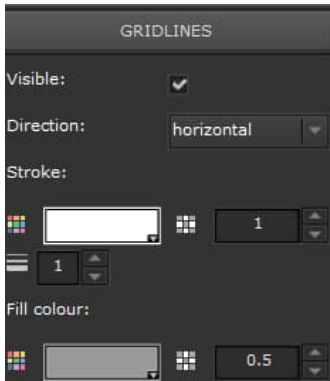 GRIDLINES
Visible:
Direction: horizontal
Stroke:
1
1
Fill colour:
0.5